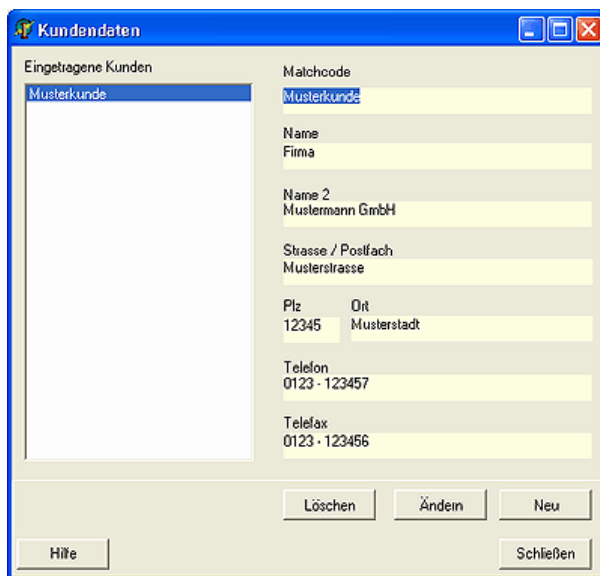 Kundendaten
Eingetragene Kunden
Musterkunde
Matchcode
Musterkunde
Name
Firma
Name 2
Mustermann GmbH
Strasse / Postfach
Musterstrasse
Plz Ort
12345 Musterstadt
Telefon
0123 - 123457
Telefax
0123 - 123456
Löschen Ändern Neu
Hilfe Schließen